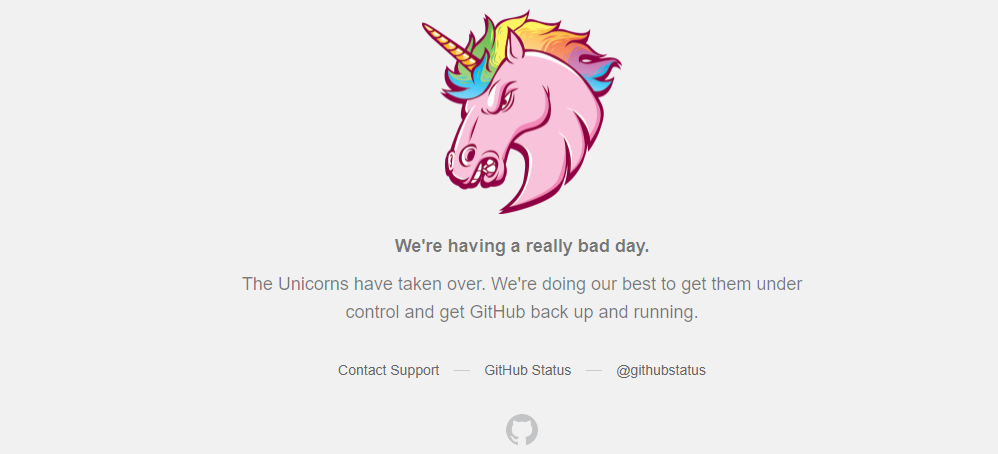 We're having a really bad day.
The Unicorns have taken over. We're doing our best to get them under
control and get GitHub back up and running.
Contact Support — GitHub Status — @githubstatus